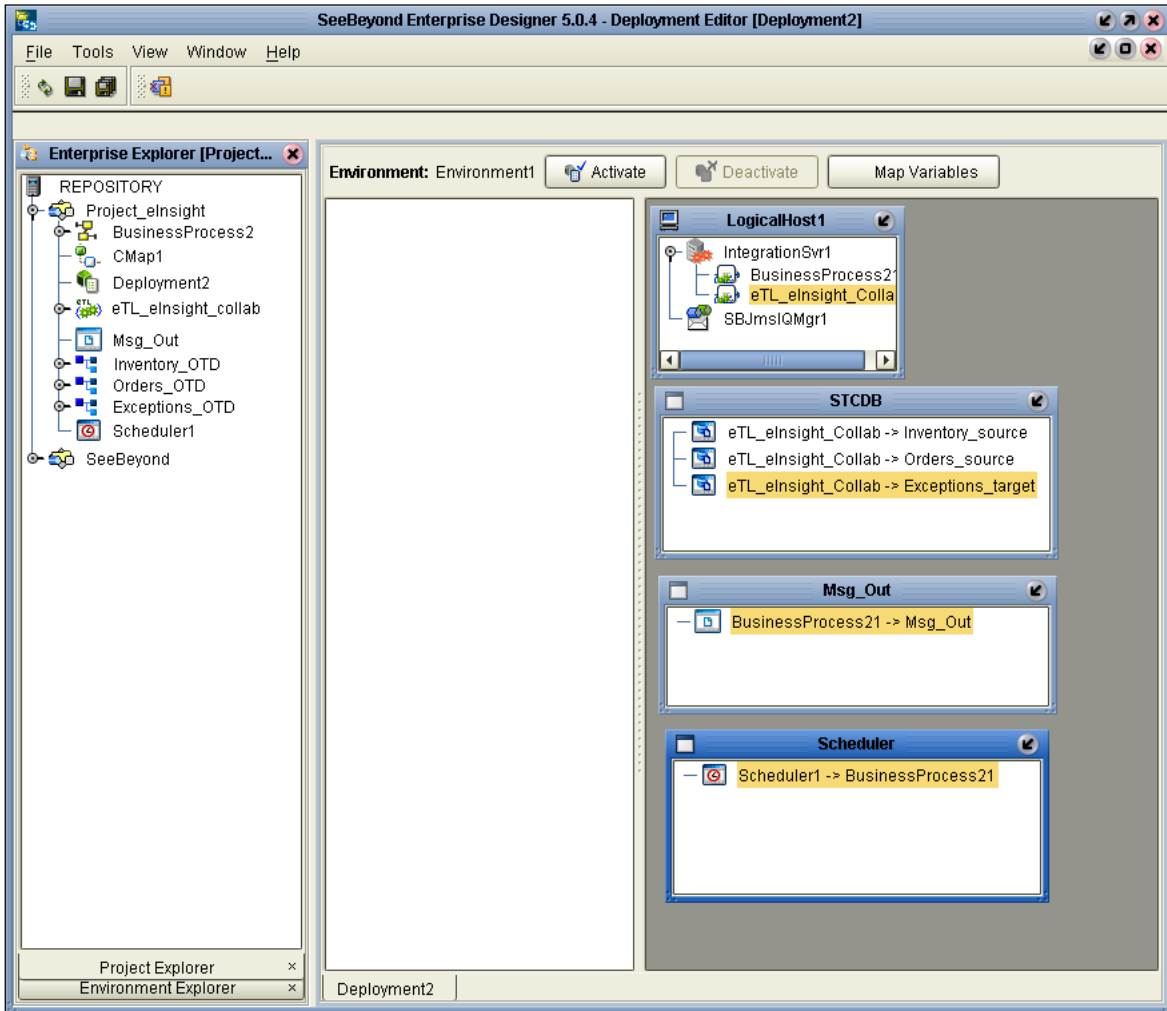 SeeBeyond Enterprise Designer 5.0.4 - Deployment Editor [Deployment2]
File Tools View Window Help
Enterprise Explorer [Project...
REPOSITORY
Project_eInsight
BusinessProcess2
CMap1
Deployment2
eTL_eInsight_collab
Msg_Out
Inventory_OTD
Orders_OTD
Exceptions_OTD
Scheduler1
SeeBeyond
Project Explorer
Environment Explorer
Environment: Environment1 Activate Deactivate Map Variables
LogicalHost1
IntegrationSvr1
BusinessProcess21
eTL_eInsight_Colla
SBJmsIQMgr1
STCDB
eTL_eInsight_Collab -> Inventory_source
eTL_eInsight_Collab -> Orders_source
eTL_eInsight_Collab -> Exceptions_target
Msg_Out
BusinessProcess21 -> Msg_Out
Scheduler
Scheduler1 -> BusinessProcess21
Deployment2